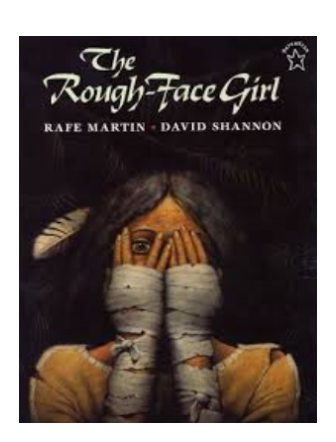 The
Rough-Face Girl
RAFE MARTIN • DAVID SHANNON